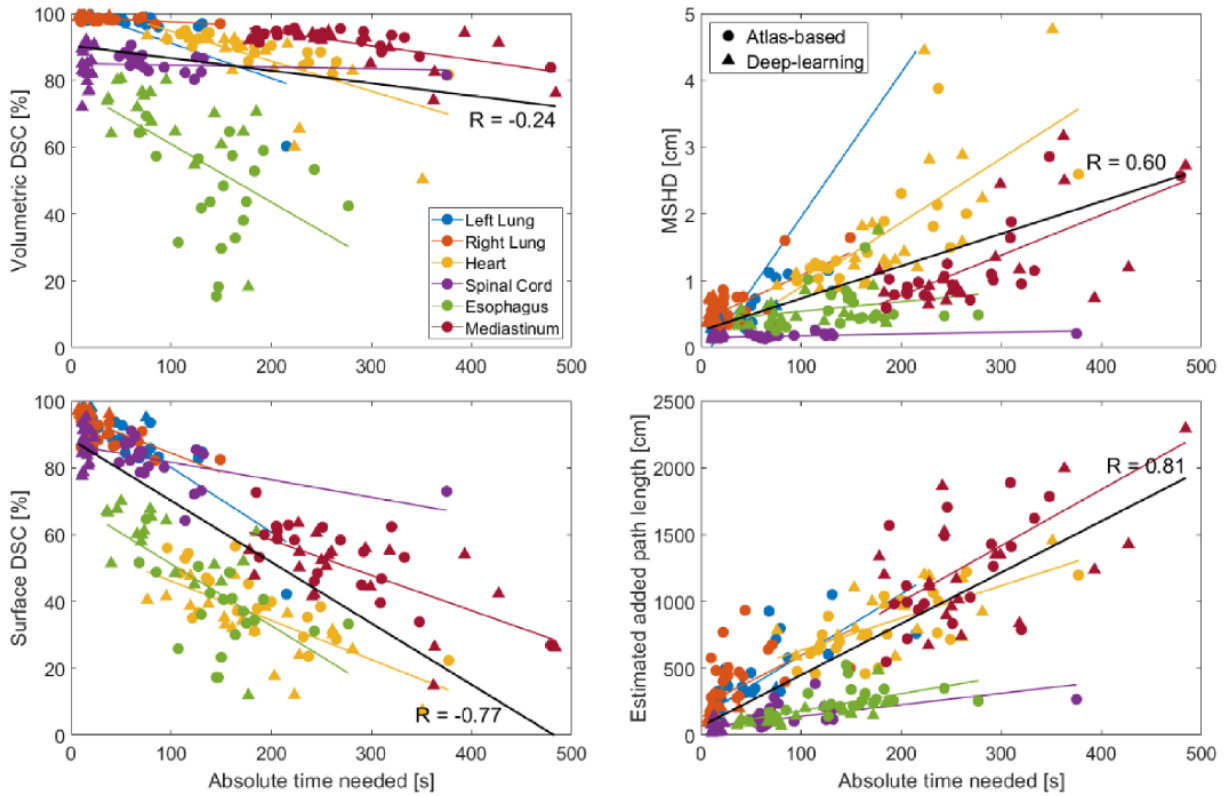 100
80
60
40
20
0
Volumetric DSC [%]
R = -0.24
Left Lung
Right Lung
Heart
Spinal Cord
Esophagus
Mediastinum
0 100 200 300 400 500
5
4
3
2
1
0
MSHD [cm]
Atlas-based
Deep-learning
R = 0.60
0 100 200 300 400 500
100
80
60
40
20
0
Surface DSC [%]
R = -0.77
0 100 200 300 400 500
Absolute time needed [s]
2500
2000
1500
1000
500
0
Estimated added path length [cm]
R = 0.81
0 100 200 300 400 500
Absolute time needed [s]